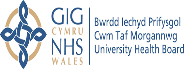 GIG
CYMRU
NHS
WALES
Bwrdd Iechyd Prifysgol
Cwm Taf Morgannwg
University Health Board